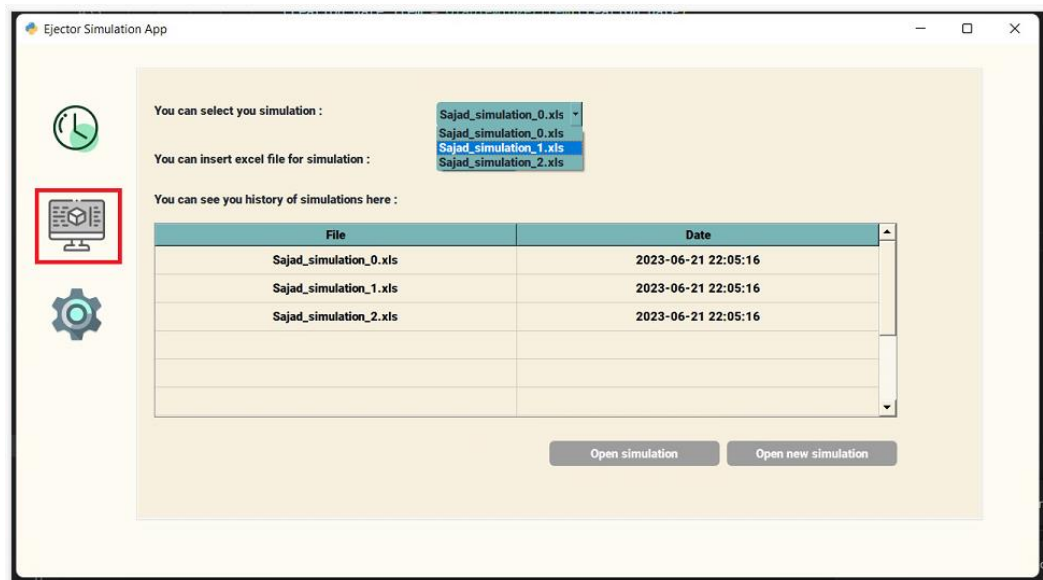 Ejector Simulation App
You can select you simulation :
Sajad_simulation_0.xls
Sajad_simulation_0.xls
Sajad_simulation_1.xls
Sajad_simulation_2.xls
You can insert excel file for simulation :
You can see you history of simulations here :
File Date
Sajad_simulation_0.xls 2023-06-21 22:05:16
Sajad_simulation_1.xls 2023-06-21 22:05:16
Sajad_simulation_2.xls 2023-06-21 22:05:16
Open simulation Open new simulation